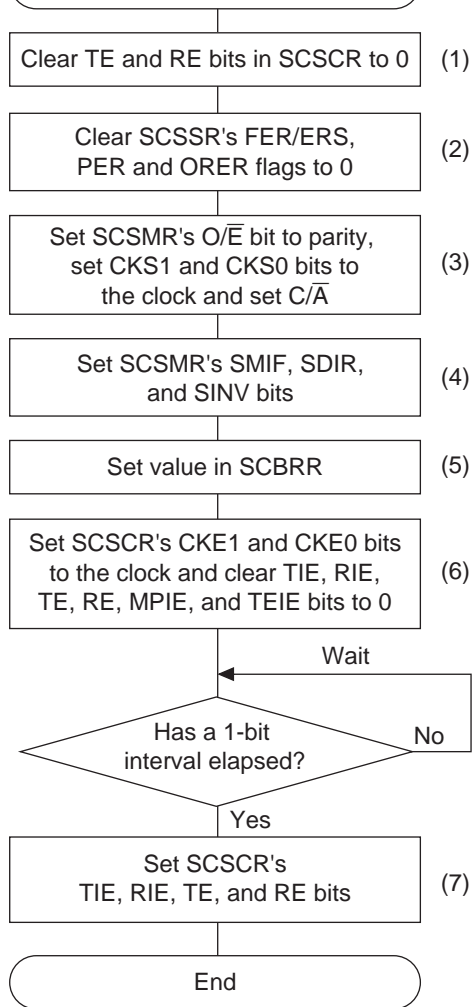 Clear TE and RE bits in SCSCR to 0
(1)
Clear SCSSR's FER/ERS,
PER and ORER flags to 0
(2)
Set SCSMR's O/E̅ bit to parity,
set CKS1 and CKS0 bits to
the clock and set C/A̅
(3)
Set SCSMR's SMIF, SDIR,
and SINV bits
(4)
Set value in SCBRR
(5)
Set SCSCR's CKE1 and CKE0 bits
to the clock and clear TIE, RIE,
TE, RE, MPIE, and TEIE bits to 0
(6)
Wait
Has a 1-bit
interval elapsed?
No
Yes
Set SCSCR's
TIE, RIE, TE, and RE bits
(7)
End